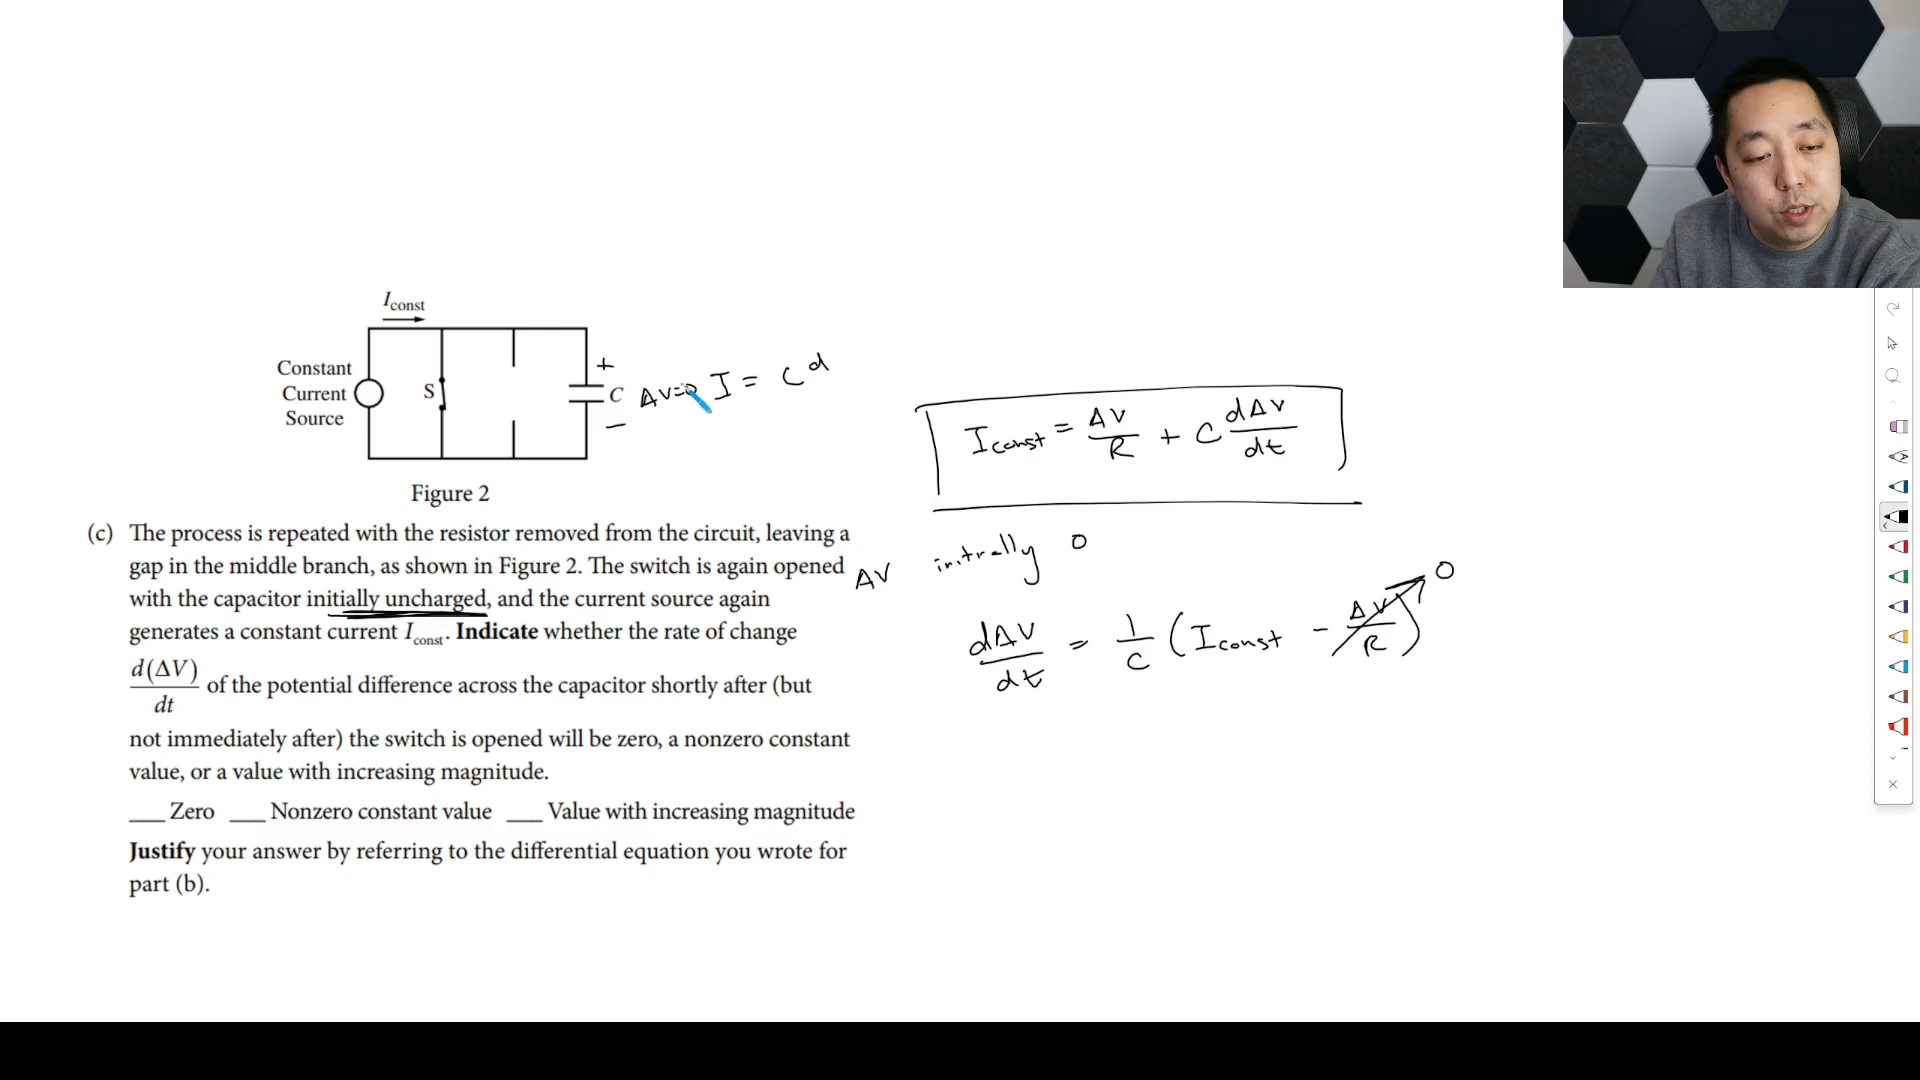 I_const
Constant
Current
Source
S
+
C
−
ΔV=0 I = C d
Figure 2
(c) The process is repeated with the resistor removed from the circuit, leaving a
gap in the middle branch, as shown in Figure 2. The switch is again opened
with the capacitor initially uncharged, and the current source again
generates a constant current I_const. Indicate whether the rate of change
d(ΔV)/dt of the potential difference across the capacitor shortly after (but
not immediately after) the switch is opened will be zero, a nonzero constant
value, or a value with increasing magnitude.
___ Zero ___ Nonzero constant value ___ Value with increasing magnitude
Justify your answer by referring to the differential equation you wrote for
part (b).
I_const = ΔV/R + C dΔV/dt
ΔV initially 0
dΔV/dt = 1/C (I_const − ΔV/R) 0